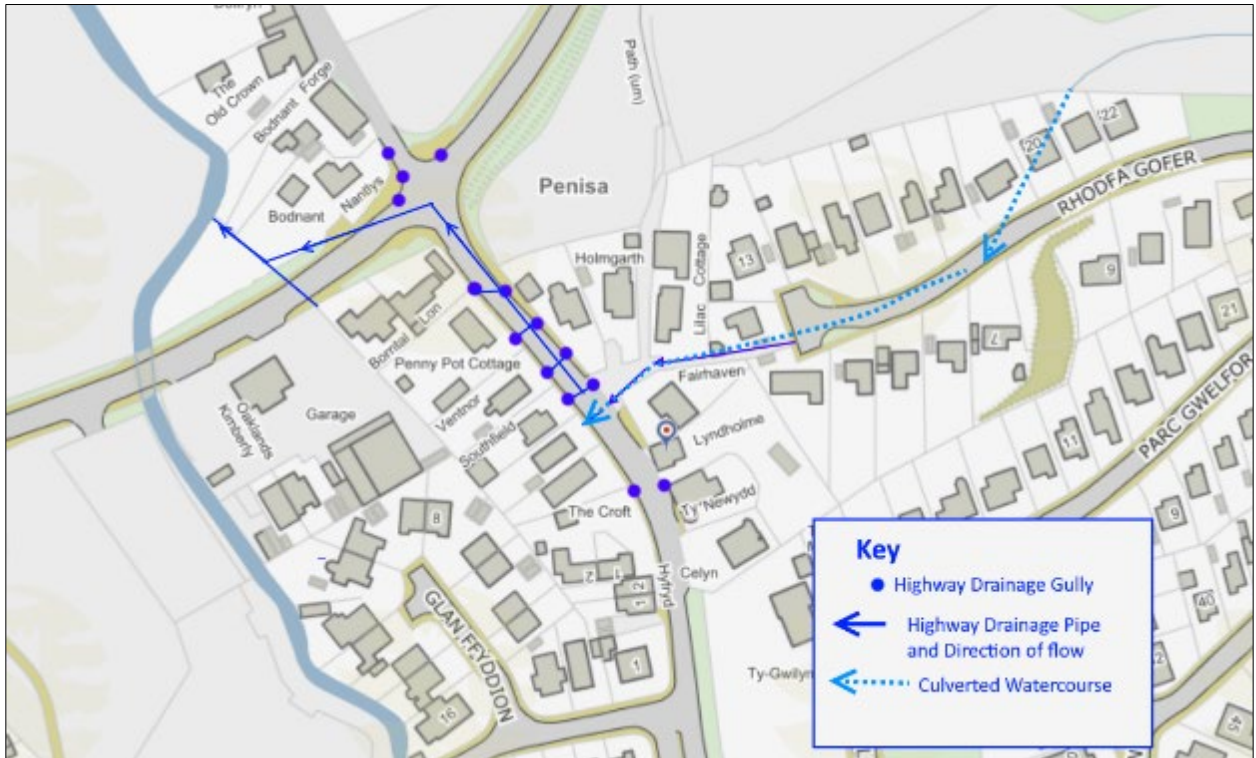 The
Old Crown
Bodnant Forge
Nantlys
Bodnant
Path (um)
Penisa
Holmgarth
Lilac Cottage
13
20
22
RHODFA GOFER
9
7
21
Lon
Penny Pot Cottage
Fairhaven
Ventnor
Southfield
Lyndholme
Garage
Oaklands
Kimberly
Ty'Newydd
PARC GWELFOR
11
9
8
The Croft
Celyn
Hyfryd
2
1
1 2
1
GLAN FFYDDION
16
40
45
Key
Highway Drainage Gully
Highway Drainage Pipe
and Direction of flow
Culverted Watercourse